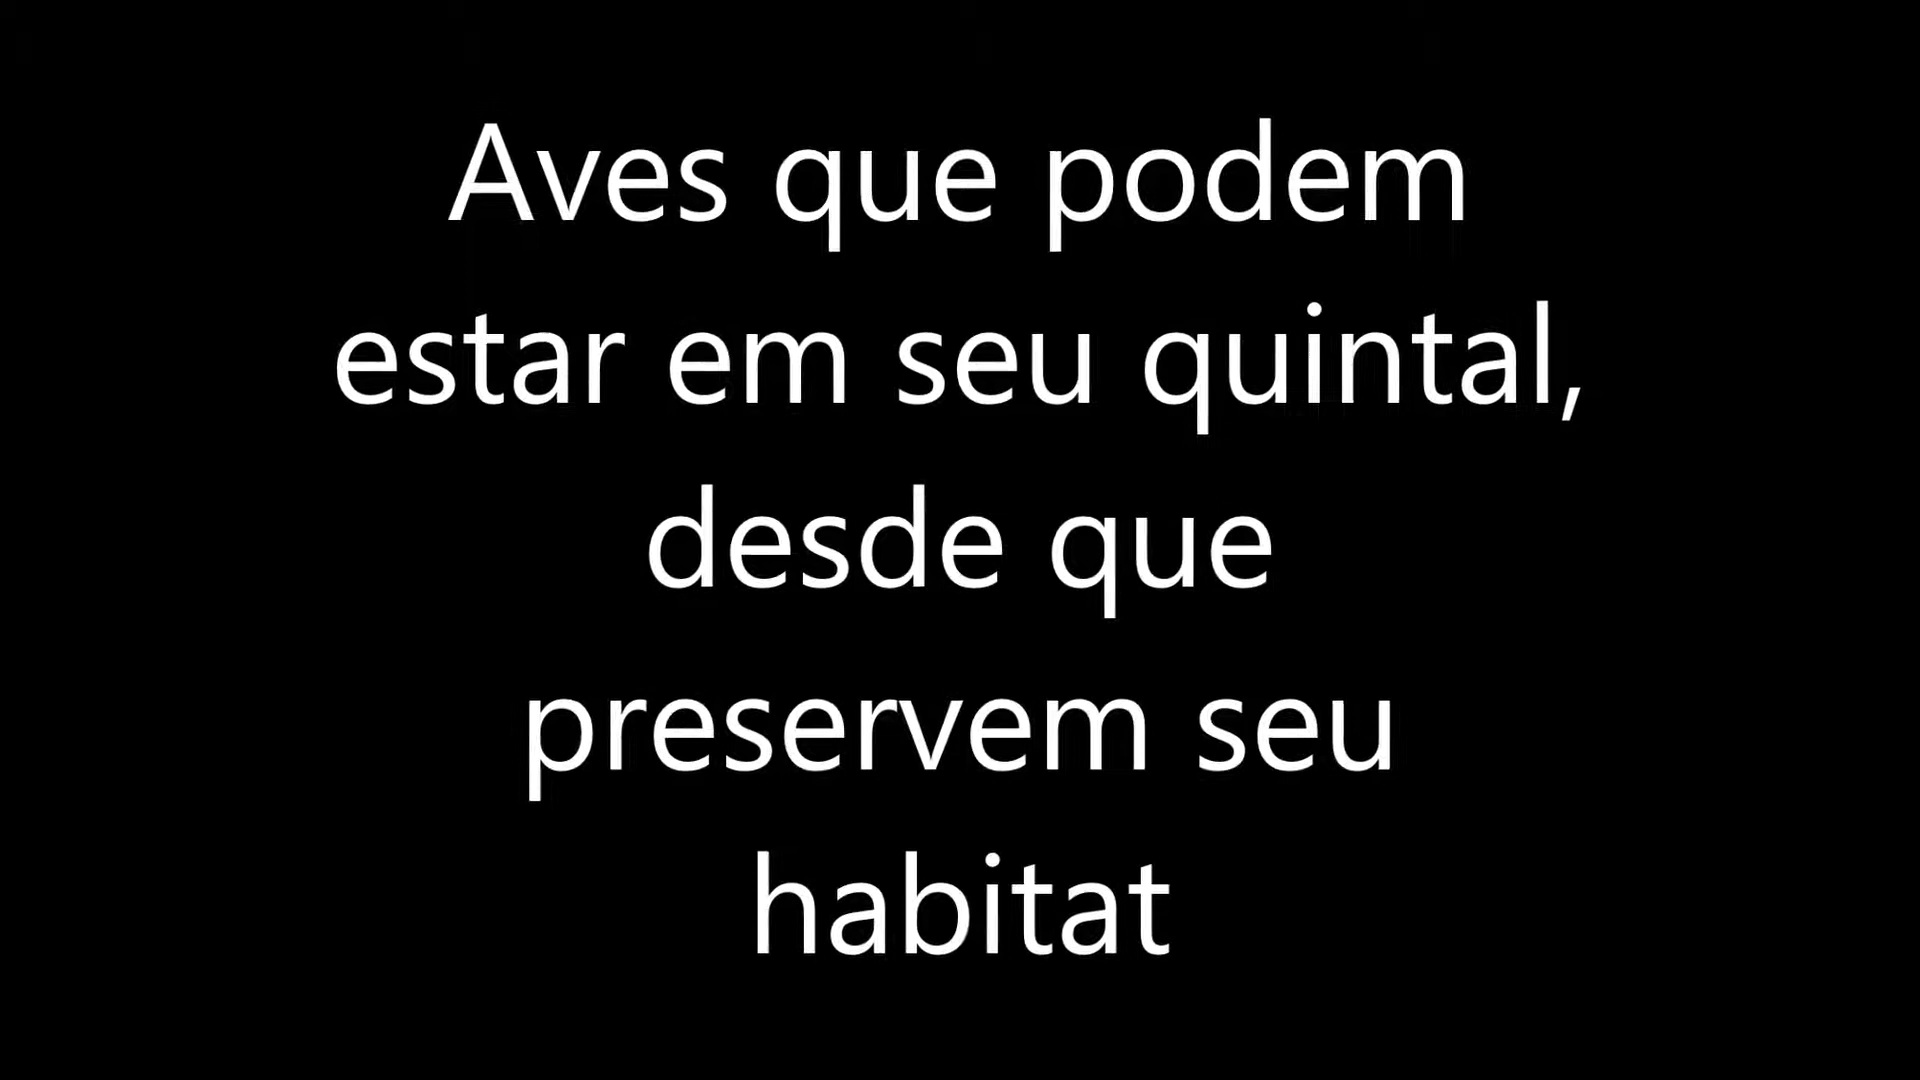 Aves que podem
estar em seu quintal,
desde que
preservem seu
habitat